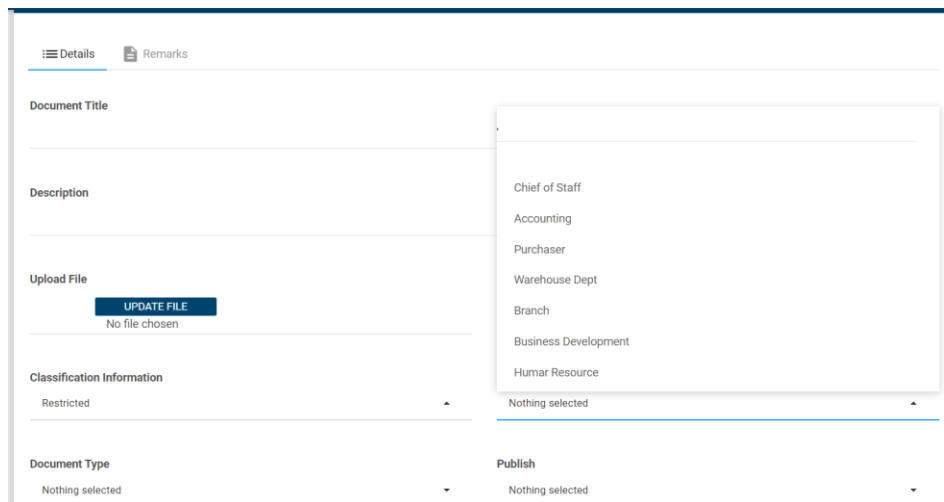 Details Remarks
Document Title
Description
Upload File
UPDATE FILE
No file chosen
Classification Information
Restricted
Chief of Staff
Accounting
Purchaser
Warehouse Dept
Branch
Business Development
Humar Resource
Nothing selected
Document Type
Nothing selected
Publish
Nothing selected